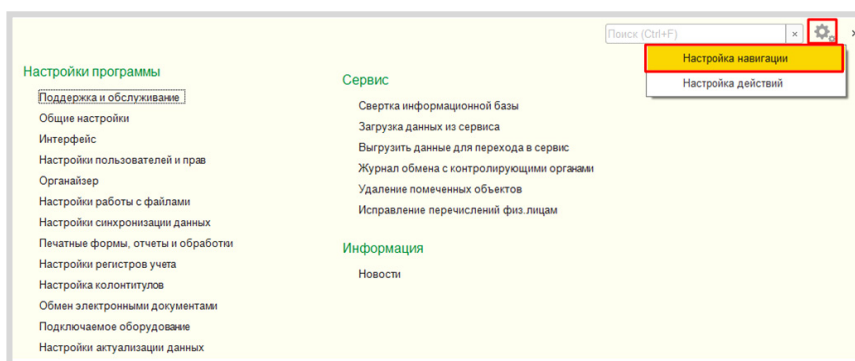 Поиск (Ctrl+F)
×
Настройка навигации
Настройка действий
Настройки программы
Поддержка и обслуживание
Общие настройки
Интерфейс
Настройки пользователей и прав
Органайзер
Настройки работы с файлами
Настройки синхронизации данных
Печатные формы, отчеты и обработки
Настройки регистров учета
Настройка колонтитулов
Обмен электронными документами
Подключаемое оборудование
Настройки актуализации данных
Сервис
Свертка информационной базы
Загрузка данных из сервиса
Выгрузить данные для перехода в сервис
Журнал обмена с контролирующими органами
Удаление помеченных объектов
Исправление перечислений физ.лицам
Информация
Новости